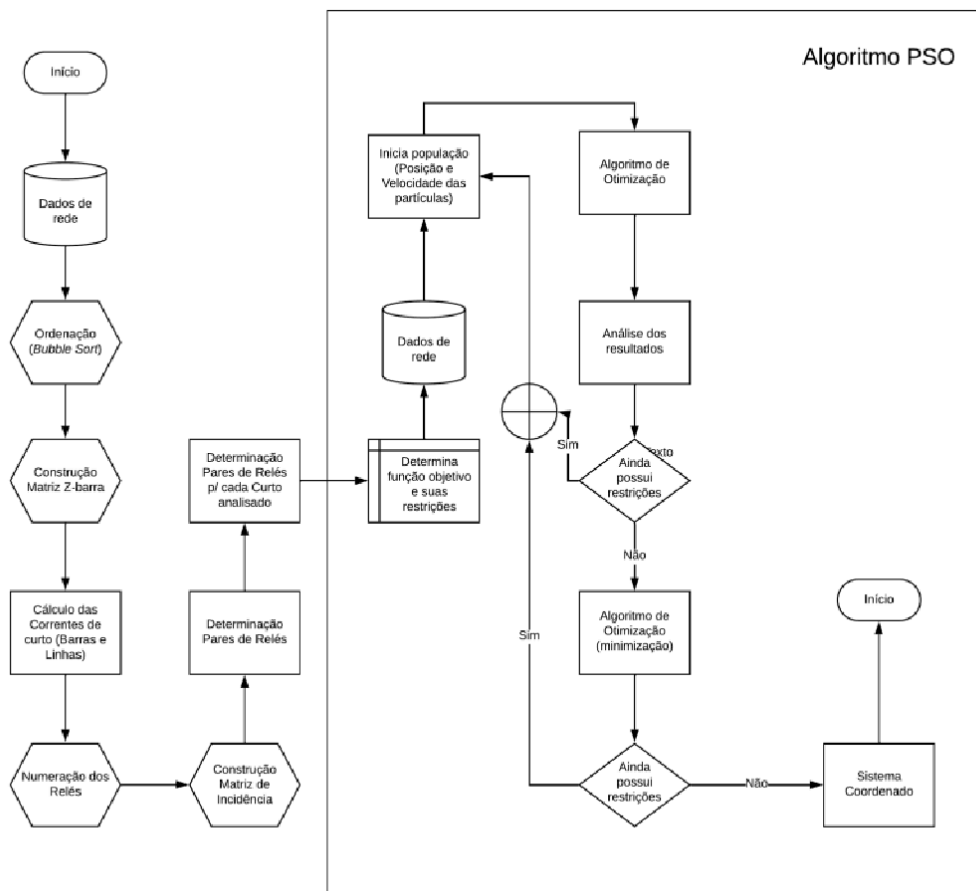 Algoritmo PSO
Início
Dados de
rede
Ordenação
(Bubble Sort)
Construção
Matriz Z-barra
Cálculo das
Correntes de
curto (Barras e
Linhas)
Numeração dos
Relés
Construção
Matriz de
Incidência
Determinação
Pares de Relés
Determinação
Pares de Relés
p/ cada Curto
analisado
Determina
função objetivo
e suas
restrições
Dados de
rede
Inicia população
(Posição e
Velocidade das
partículas)
Algoritmo de
Otimização
Análise dos
resultados
exto
Ainda
possui
restrições
Sim
Não
Algoritmo de
Otimização
(minimização)
Ainda
possui
restrições
Sim
Não
Sistema
Coordenado
Início